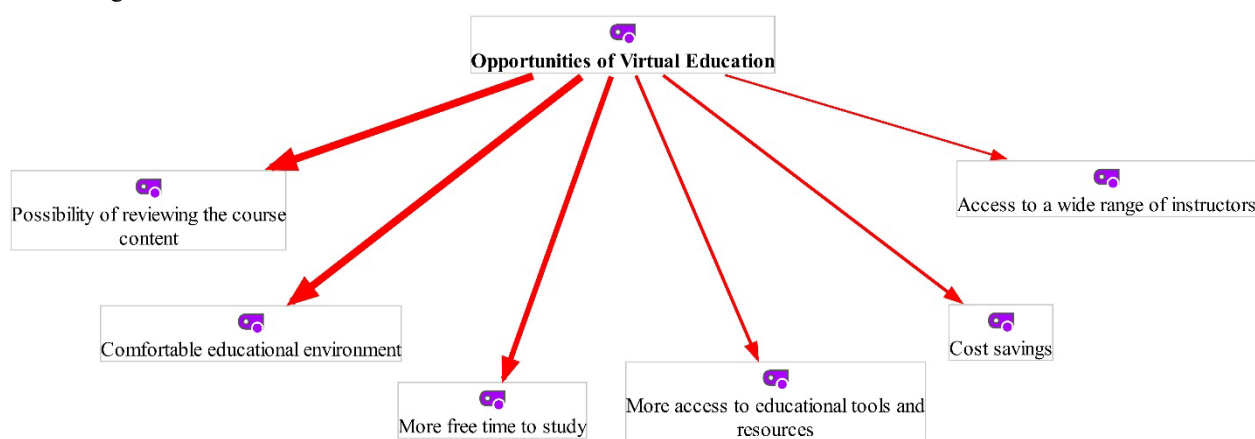 Opportunities of Virtual Education
Possibility of reviewing the course
content
Access to a wide range of instructors
Comfortable educational environment
Cost savings
More free time to study
More access to educational tools and
resources